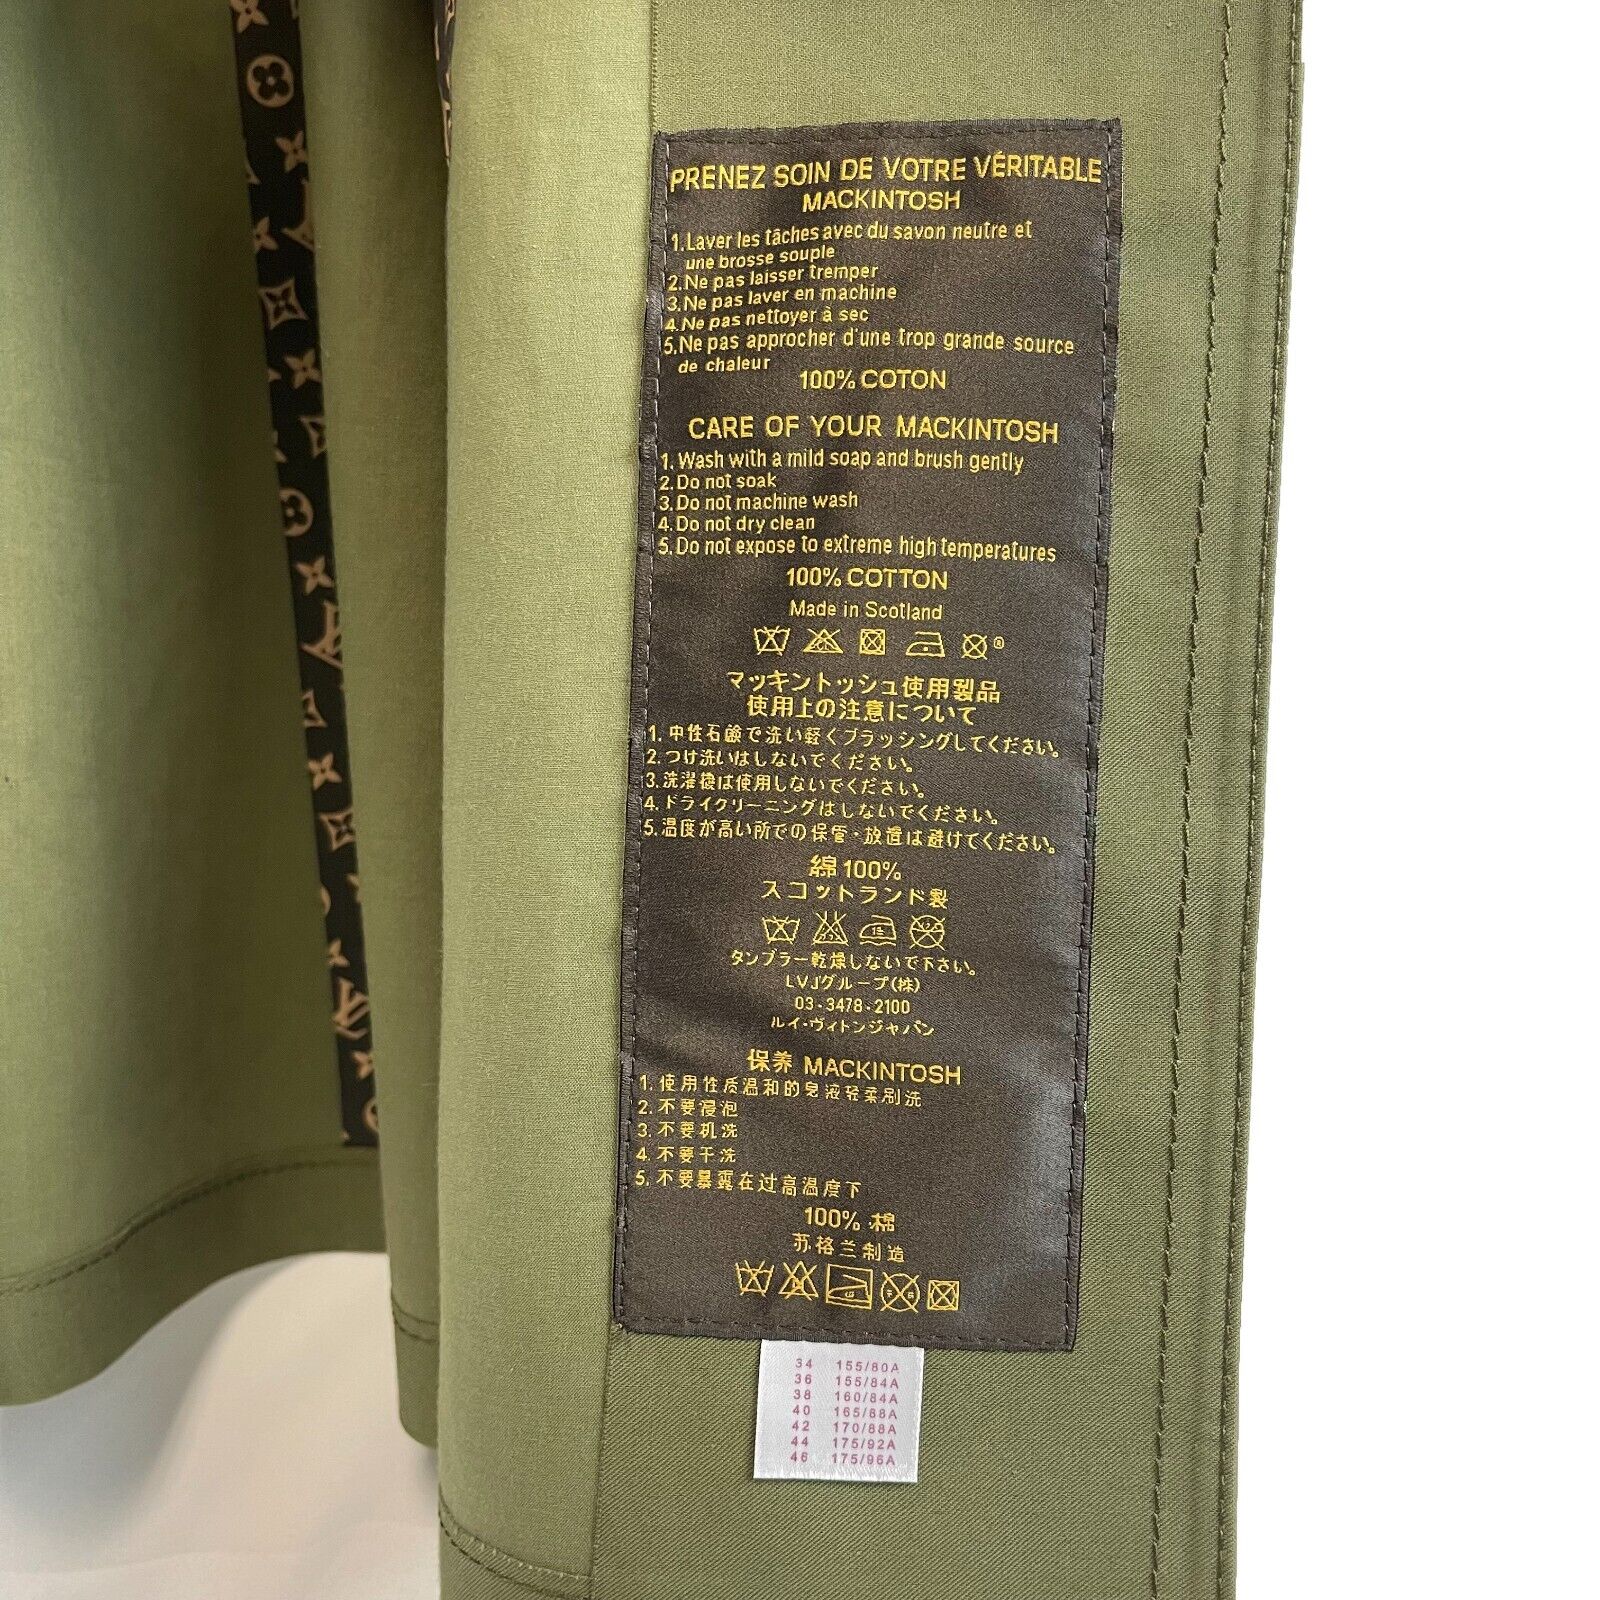 PRENEZ SOIN DE VOTRE VÉRITABLE
MACKINTOSH
1.Laver les tâches avec du savon neutre et
une brosse souple
2.Ne pas laisser tremper
3.Ne pas laver en machine
4.Ne pas nettoyer à sec
5.Ne pas approcher d'une trop grande source
de chaleur
100% COTON
CARE OF YOUR MACKINTOSH
1. Wash with a mild soap and brush gently
2.Do not soak
3.Do not machine wash
4.Do not dry clean
5.Do not expose to extreme high temperatures
100% COTTON
Made in Scotland
マッキントッシュ使用製品
使用上の注意について
1. 中性石鹸で洗い軽くブラッシングしてください。
2.つけ洗いはしないでください。
3.洗濯機は使用しないでください。
4.ドライクリーニングはしないでください。
5.温度が高い所での保管・放置は避けてください。
綿100%
スコットランド製
タンブラー乾燥しないで下さい。
LVJグループ(株)
03-3478-2100
ルイ・ヴィトンジャパン
保养 MACKINTOSH
1. 使用性质温和的皂液轻柔刷洗
2. 不要浸泡
3. 不要机洗
4. 不要干洗
5. 不要暴露在过高温度下
100% 棉
苏格兰制造
34 155/80A
36 155/84A
38 160/84A
40 165/88A
42 170/88A
44 175/92A
46 175/96A